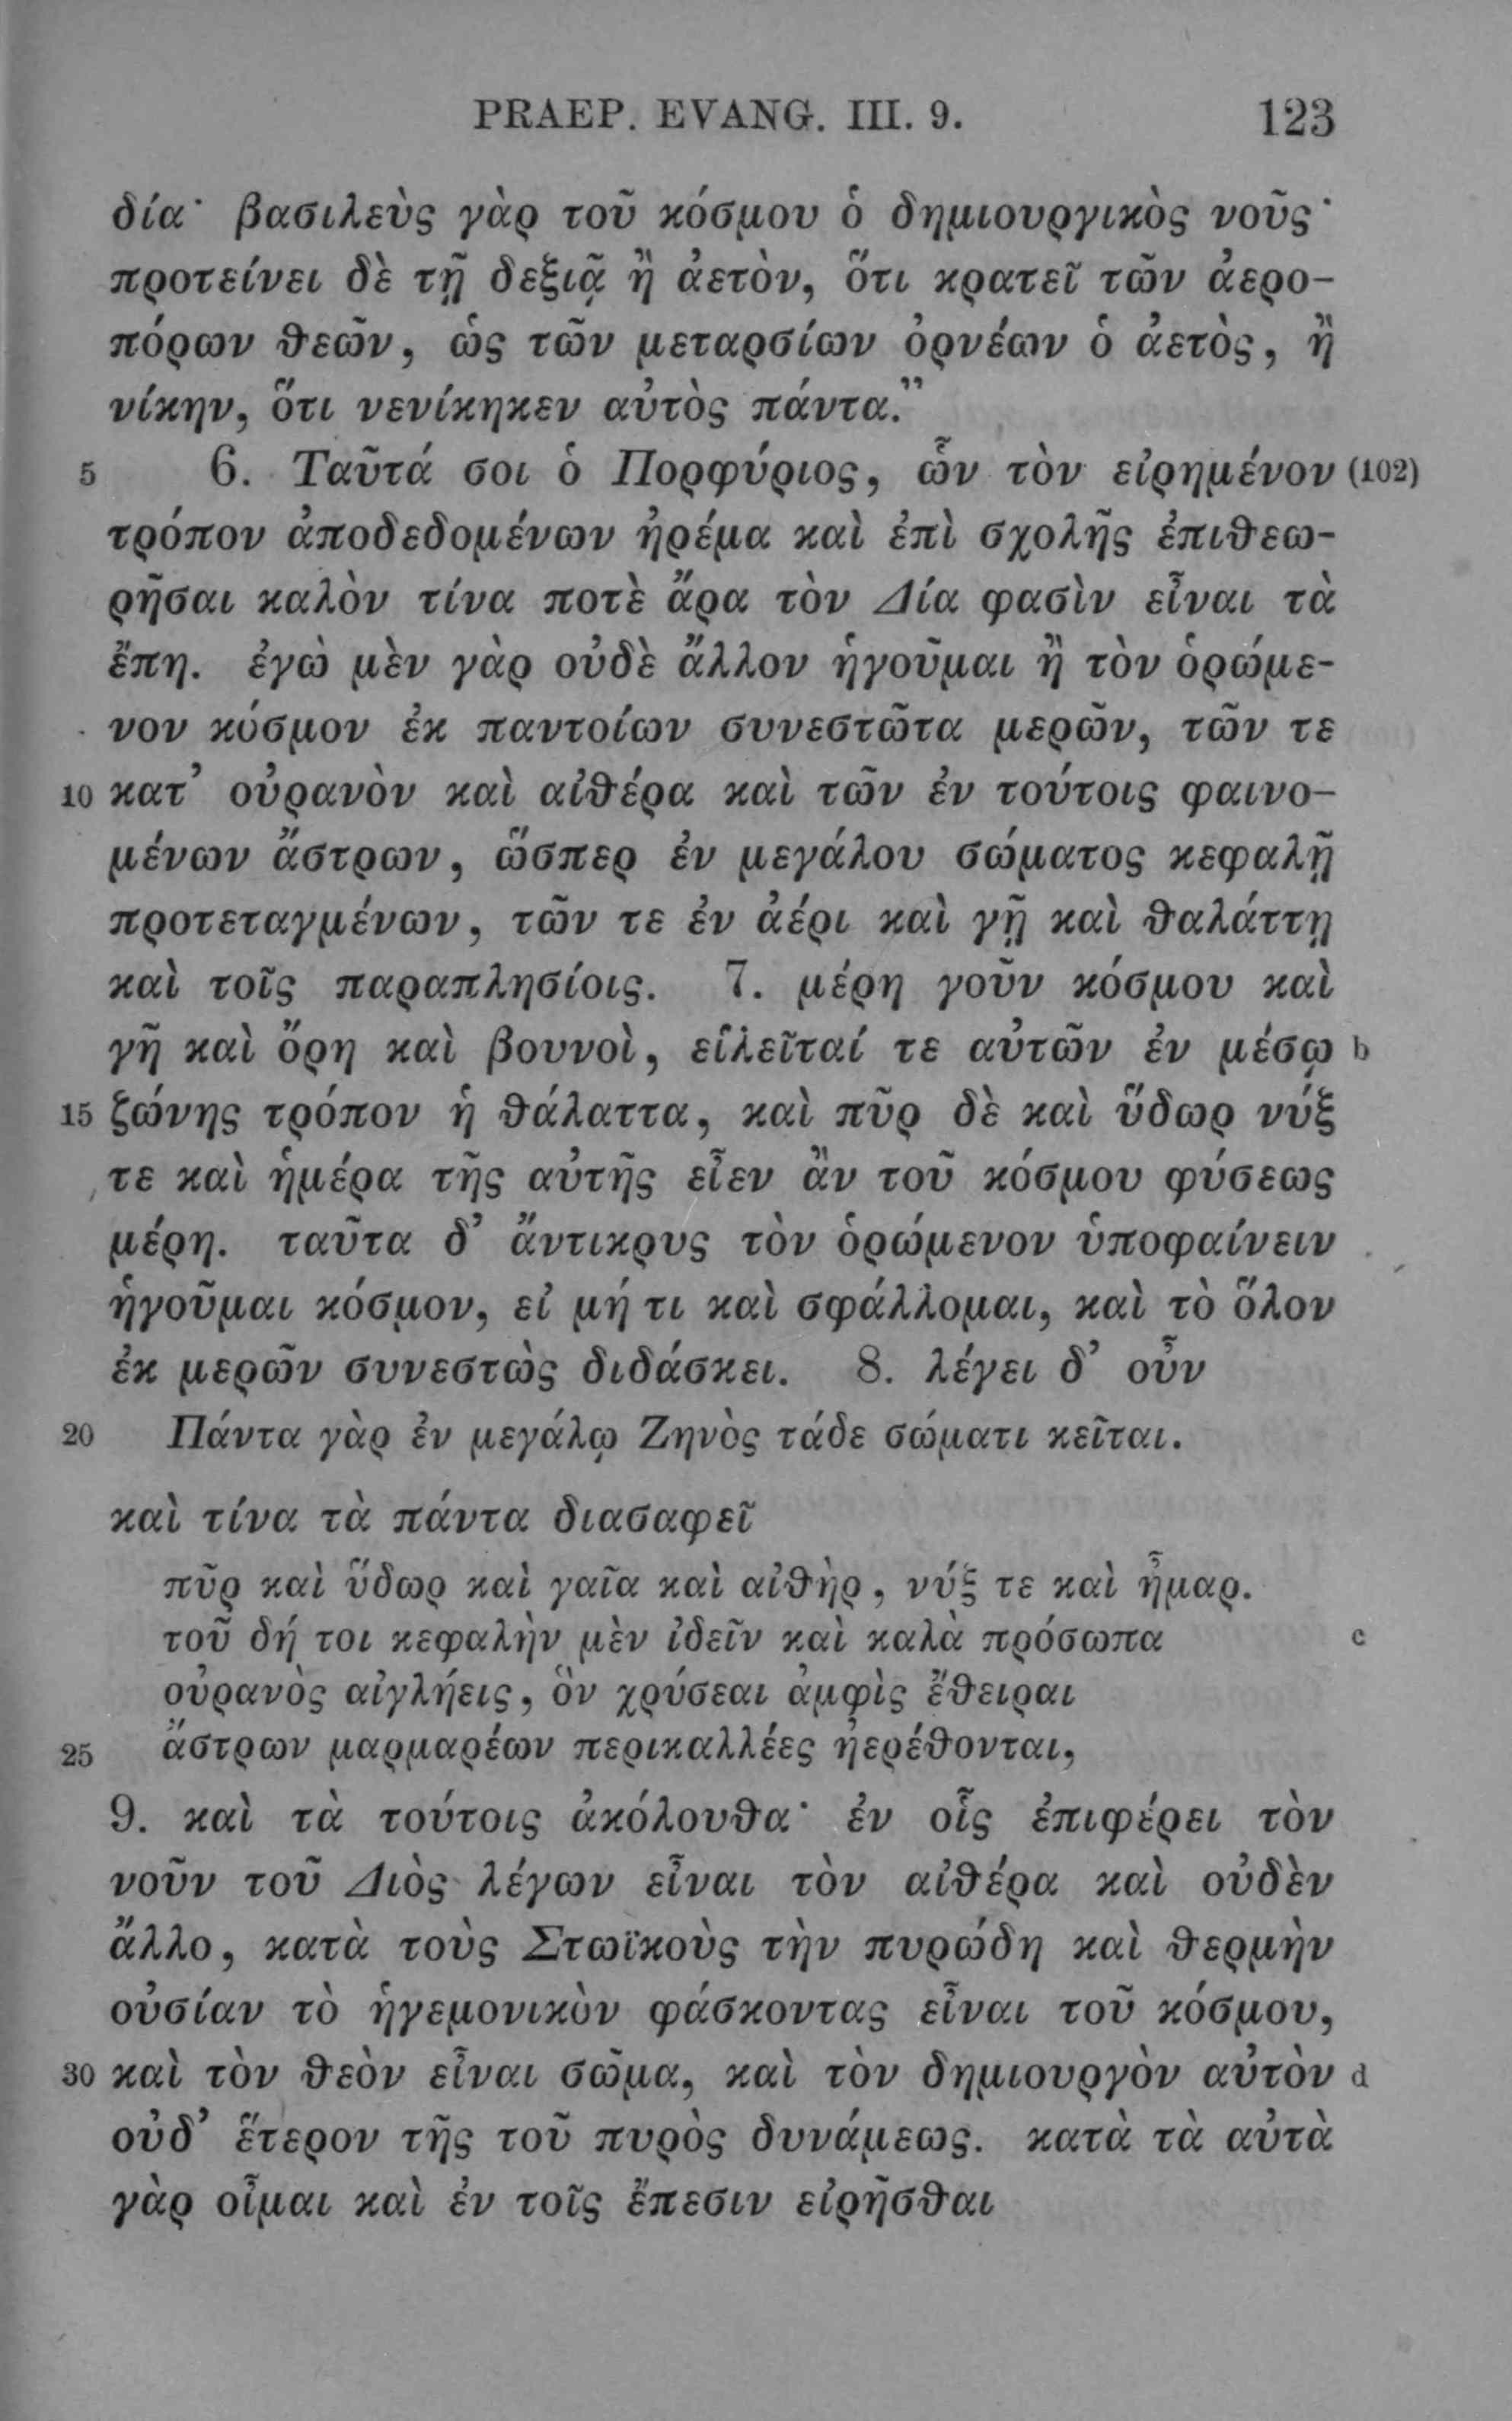 PRAEP. EVANG. III. 9. 123
δία· βασιλεὺς γὰρ τοῦ κόσμου ὁ δημιουργικὸς νοῦς·
προτείνει δὲ τῇ δεξιᾷ ἢ ἀετὸν, ὅτι κρατεῖ τῶν ἀερο-
πόρων θεῶν, ὡς τῶν μεταρσίων ὀρνέων ὁ ἀετὸς, ἢ
νίκην, ὅτι νενίκηκεν αὐτὸς πάντα.”
5 6. Ταῦτά σοι ὁ Πορφύριος, ὧν τὸν εἰρημένον (102)
τρόπον ἀποδεδομένων ἠρέμα καὶ ἐπὶ σχολῆς ἐπιθεω-
ρῆσαι καλὸν τίνα ποτὲ ἄρα τὸν Δία φασὶν εἶναι τὰ
ἔπη. ἐγὼ μὲν γὰρ οὐδὲ ἄλλον ἡγοῦμαι ἢ τὸν ὁρώμε-
νον κόσμον ἐκ παντοίων συνεστῶτα μερῶν, τῶν τε
10 κατ’ οὐρανὸν καὶ αἰθέρα καὶ τῶν ἐν τούτοις φαινο-
μένων ἄστρων, ὥσπερ ἐν μεγάλου σώματος κεφαλῇ
προτεταγμένων, τῶν τε ἐν ἀέρι καὶ γῇ καὶ θαλάττῃ
καὶ τοῖς παραπλησίοις. 7. μέρη γοῦν κόσμου καὶ
γῆ καὶ ὄρη καὶ βουνοὶ, εἱλεῖταί τε αὐτῶν ἐν μέσῳ b
15 ζώνης τρόπον ἡ θάλαττα, καὶ πῦρ δὲ καὶ ὕδωρ νύξ
τε καὶ ἡμέρα τῆς αὐτῆς εἶεν ἂν τοῦ κόσμου φύσεως
μέρη. ταῦτα δ’ ἄντικρυς τὸν ὁρώμενον ὑποφαίνειν
ἡγοῦμαι κόσμον, εἰ μή τι καὶ σφάλλομαι, καὶ τὸ ὅλον
ἐκ μερῶν συνεστὼς διδάσκει. 8. λέγει δ’ οὖν
20 Πάντα γὰρ ἐν μεγάλῳ Ζηνὸς τάδε σώματι κεῖται.
καὶ τίνα τὰ πάντα διασαφεῖ
πῦρ καὶ ὕδωρ καὶ γαῖα καὶ αἰθὴρ, νύξ τε καὶ ἦμαρ.
τοῦ δή τοι κεφαλὴν μὲν ἰδεῖν καὶ καλὰ πρόσωπα c
οὐρανὸς αἰγλήεις, ὃν χρύσεαι ἀμφὶς ἔθειραι
25 ἄστρων μαρμαρέων περικαλλέες ἠερέθονται,
9. καὶ τὰ τούτοις ἀκόλουθα· ἐν οἷς ἐπιφέρει τὸν
νοῦν τοῦ Διὸς λέγων εἶναι τὸν αἰθέρα καὶ οὐδὲν
ἄλλο, κατὰ τοὺς Στωϊκοὺς τὴν πυρώδη καὶ θερμὴν
οὐσίαν τὸ ἡγεμονικὸν φάσκοντας εἶναι τοῦ κόσμου,
30 καὶ τὸν θεὸν εἶναι σῶμα, καὶ τὸν δημιουργὸν αὐτὸν d
οὐδ’ ἕτερον τῆς τοῦ πυρὸς δυνάμεως. κατὰ τὰ αὐτὰ
γὰρ οἶμαι καὶ ἐν τοῖς ἔπεσιν εἰρῆσθαι